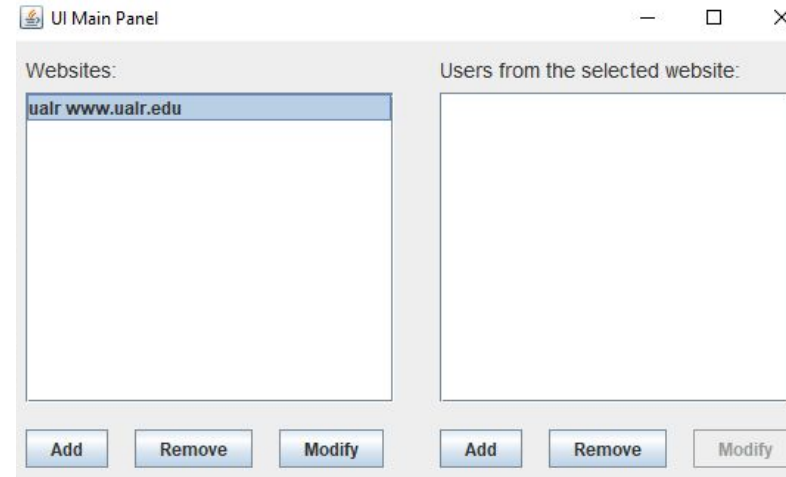 UI Main Panel
Websites: Users from the selected website:
ualr www.ualr.edu
Add Remove Modify Add Remove Modify